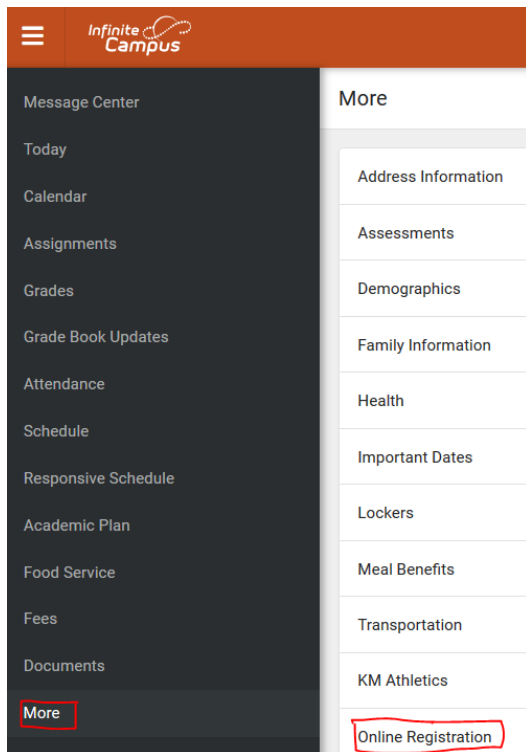 Infinite
Campus
Message Center
Today
Calendar
Assignments
Grades
Grade Book Updates
Attendance
Schedule
Responsive Schedule
Academic Plan
Food Service
Fees
Documents
More
More
Address Information
Assessments
Demographics
Family Information
Health
Important Dates
Lockers
Meal Benefits
Transportation
KM Athletics
Online Registration